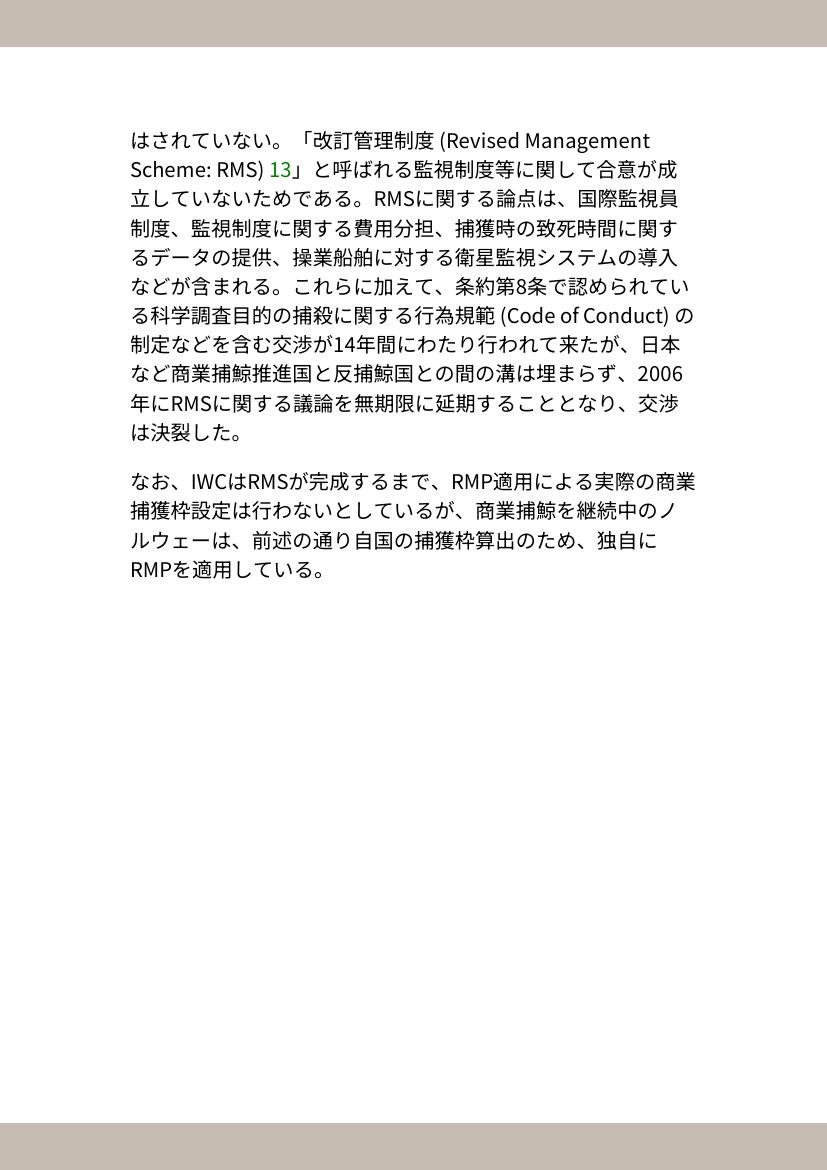 はされていない。「改訂管理制度 (Revised Management
Scheme: RMS) 13」と呼ばれる監視制度等に関して合意が成
立していないためである。RMSに関する論点は、国際監視員
制度、監視制度に関する費用分担、捕獲時の致死時間に関す
るデータの提供、操業船舶に対する衛星監視システムの導入
などが含まれる。これらに加えて、条約第8条で認められてい
る科学調査目的の捕殺に関する行為規範 (Code of Conduct) の
制定などを含む交渉が14年間にわたり行われて来たが、日本
など商業捕鯨推進国と反捕鯨国との間の溝は埋まらず、2006
年にRMSに関する議論を無期限に延期することとなり、交渉
は決裂した。
なお、IWCはRMSが完成するまで、RMP適用による実際の商業
捕獲枠設定は行わないとしているが、商業捕鯨を継続中のノ
ルウェーは、前述の通り自国の捕獲枠算出のため、独自に
RMPを適用している。